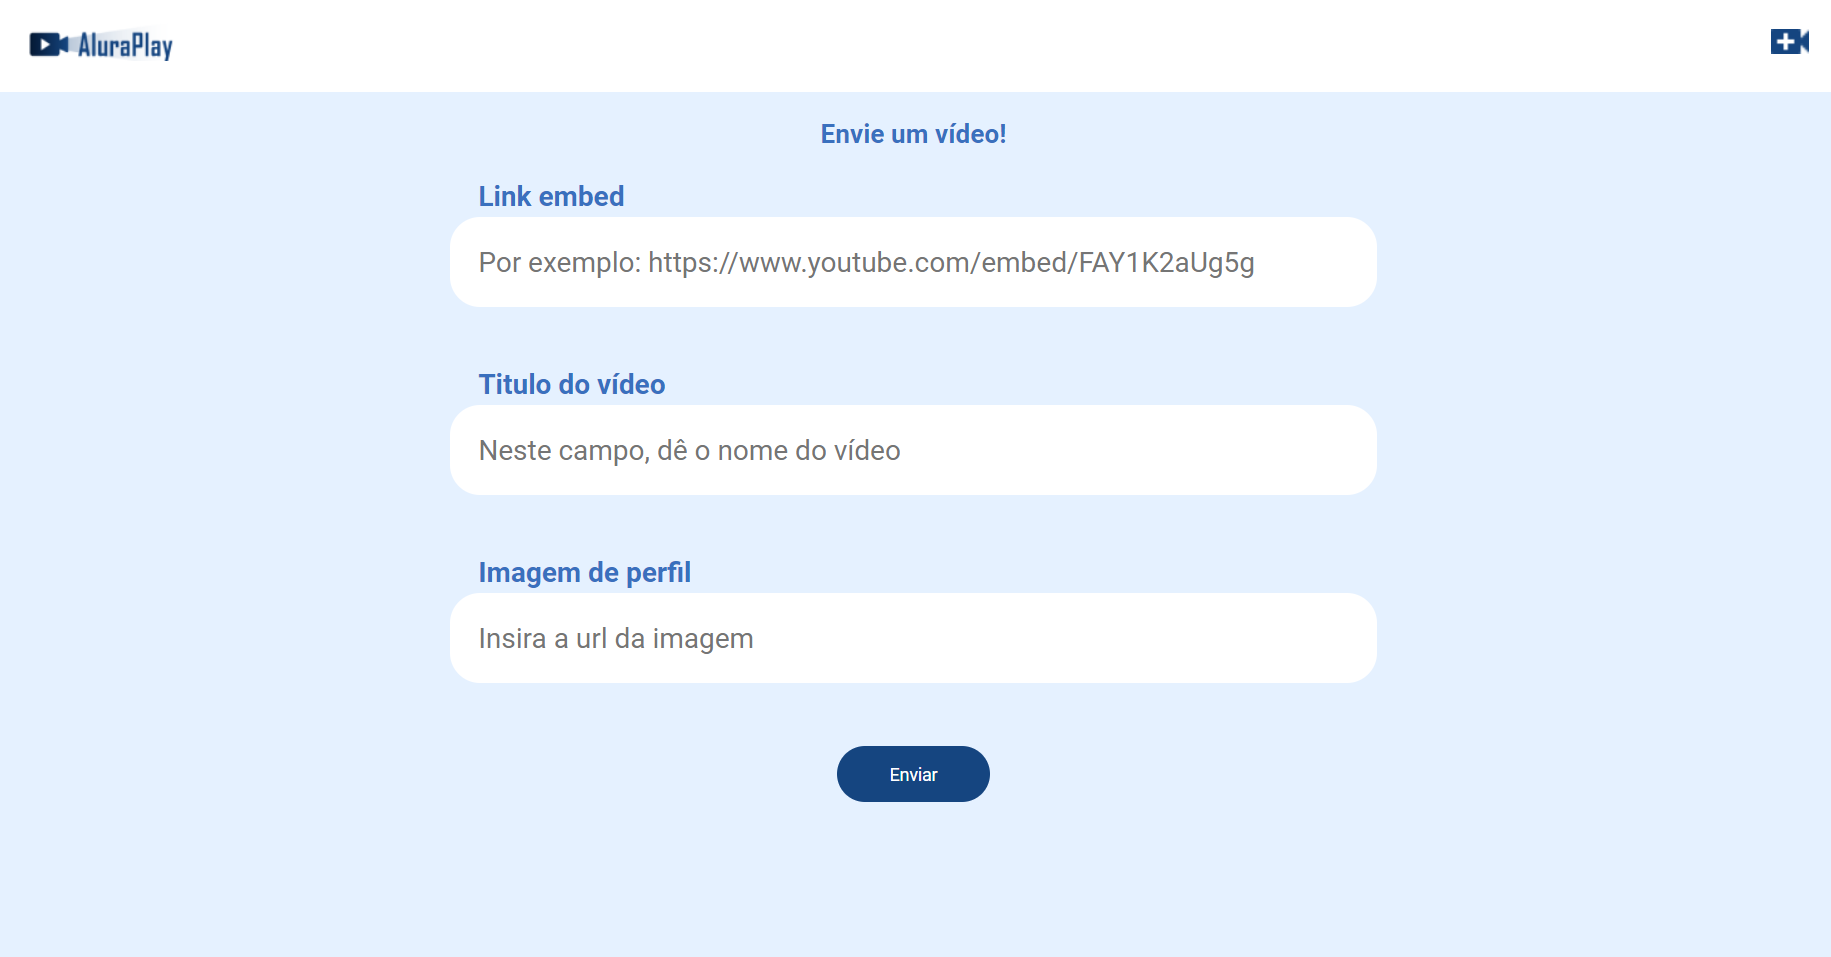 AluraPlay
Envie um vídeo!
Link embed
Por exemplo: https://www.youtube.com/embed/FAY1K2aUg5g
Titulo do vídeo
Neste campo, dê o nome do vídeo
Imagem de perfil
Insira a url da imagem
Enviar